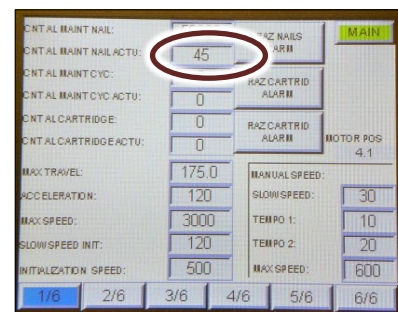 CNT AL MAINT NAIL:
RAZ NAILS ALARM
MAIN
CNT AL MAINT NAIL ACTU: 45
CNT AL MAINT CYC:
CNT AL MAINT CYC ACTU: 0
RAZ CARTRID ALARM
CNT AL CARTRIDGE: 0
CNT AL CARTRIDGE ACTU: 0
RAZ CARTRID ALARM
MOTOR POS
4.1
MAX TRAVEL: 175.0
MANUAL SPEED:
ACCELERATION: 120
SLOW SPEED: 30
MAX SPEED: 3000
TEMPO 1: 10
SLOW SPEED INIT: 120
TEMPO 2: 20
INITIALIZATION SPEED: 500
MAX SPEED: 600
1/6 2/6 3/6 4/6 5/6 6/6